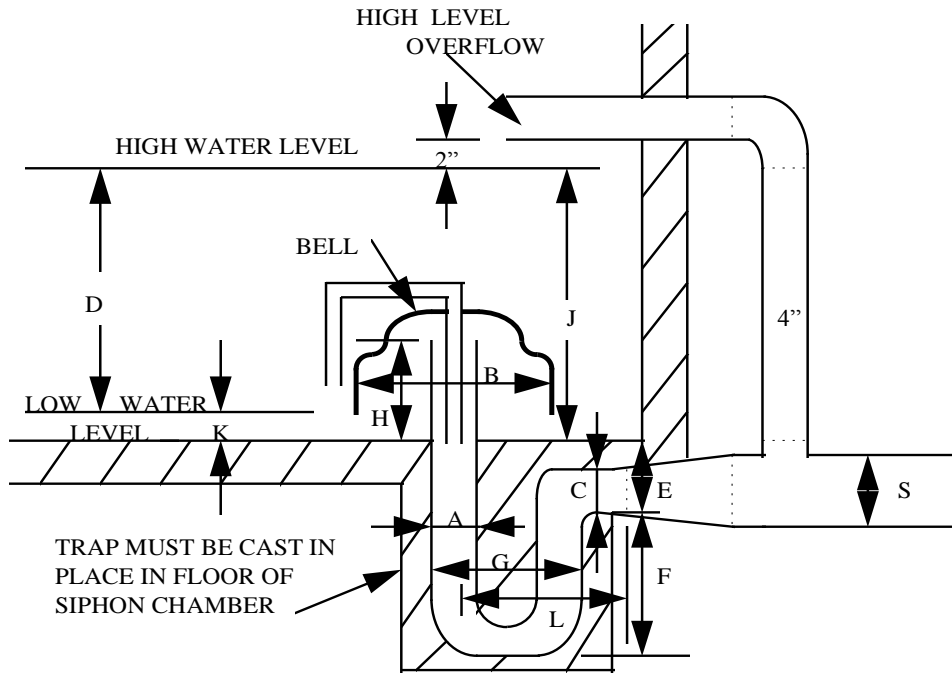 HIGH LEVEL
OVERFLOW
HIGH WATER LEVEL
2”
BELL
D
J
4”
B
LOW WATER
H
LEVEL K
C
E
S
A
TRAP MUST BE CAST IN
PLACE IN FLOOR OF
SIPHON CHAMBER
G
F
L